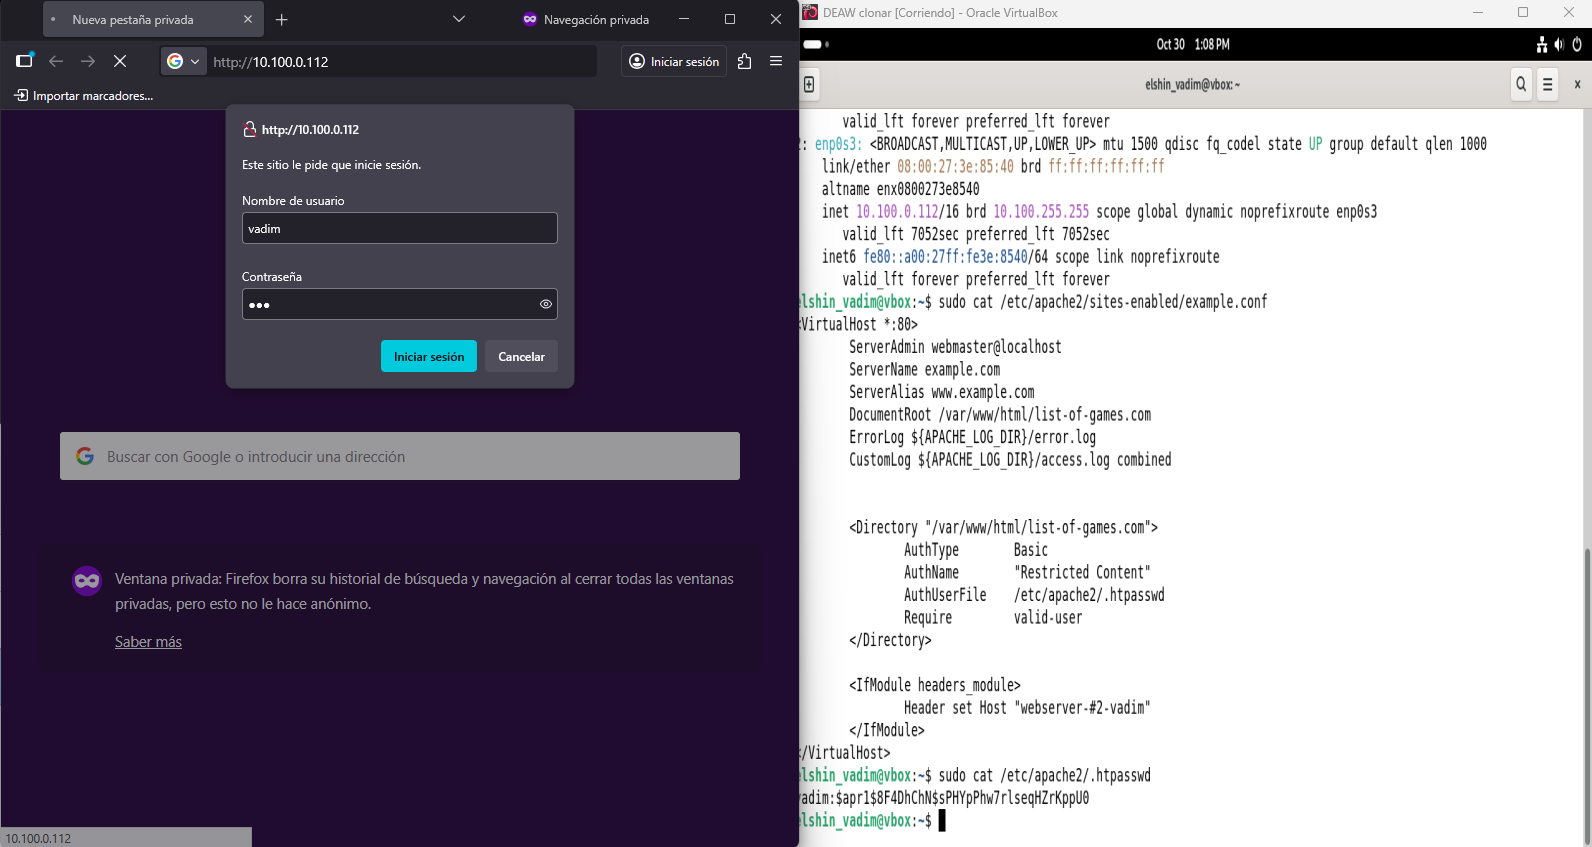 Nueva pestaña privada
Navegación privada
http://10.100.0.112
Iniciar sesión
Importar marcadores...
http://10.100.0.112
Este sitio le pide que inicie sesión.
Nombre de usuario
vadim
Contraseña
•••
Iniciar sesión
Cancelar
Buscar con Google o introducir una dirección
Ventana privada: Firefox borra su historial de búsqueda y navegación al cerrar todas las ventanas
privadas, pero esto no le hace anónimo.
Saber más
10.100.0.112
DEAW clonar [Corriendo] - Oracle VirtualBox
Oct 30 1:08 PM
elshin_vadim@vbox: ~
valid_lft forever preferred_lft forever
2: enp0s3: <BROADCAST,MULTICAST,UP,LOWER_UP> mtu 1500 qdisc fq_codel state UP group default qlen 1000
link/ether 08:00:27:3e:85:40 brd ff:ff:ff:ff:ff:ff
altname enx0800273e8540
inet 10.100.0.112/16 brd 10.100.255.255 scope global dynamic noprefixroute enp0s3
valid_lft 7052sec preferred_lft 7052sec
inet6 fe80::a00:27ff:fe3e:8540/64 scope link noprefixroute
valid_lft forever preferred_lft forever
elshin_vadim@vbox:~$ sudo cat /etc/apache2/sites-enabled/example.conf
<VirtualHost *:80>
ServerAdmin webmaster@localhost
ServerName example.com
ServerAlias www.example.com
DocumentRoot /var/www/html/list-of-games.com
ErrorLog ${APACHE_LOG_DIR}/error.log
CustomLog ${APACHE_LOG_DIR}/access.log combined
<Directory "/var/www/html/list-of-games.com">
AuthType Basic
AuthName "Restricted Content"
AuthUserFile /etc/apache2/.htpasswd
Require valid-user
</Directory>
<IfModule headers_module>
Header set Host "webserver-#2-vadim"
</IfModule>
</VirtualHost>
elshin_vadim@vbox:~$ sudo cat /etc/apache2/.htpasswd
vadim:$apr1$8F4DhChN$sPHYpPhw7rlseqHZrKppU0
elshin_vadim@vbox:~$